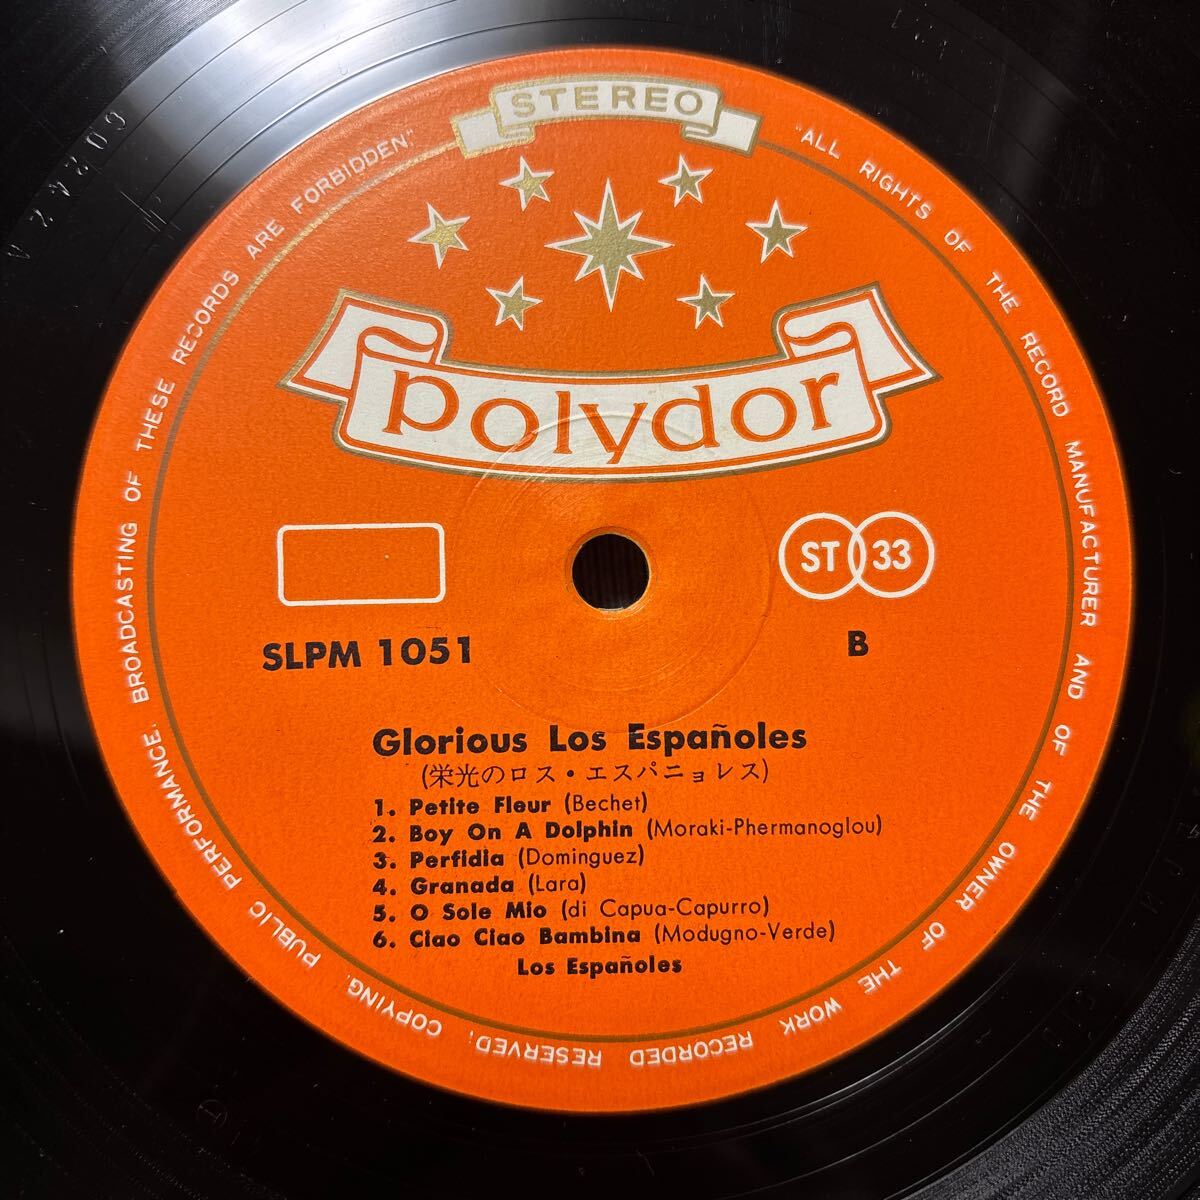 STEREO
"ALL RIGHTS OF THE RECORD MANUFACTURER AND OF THE OWNER OF THE WORK RECORDED RESERVED; COPYING, PUBLIC PERFORMANCE, BROADCASTING OF THESE RECORDS ARE FORBIDDEN."
polydor
ST 33
SLPM 1051
B
Glorious Los Españoles
(栄光のロス・エスパニョレス)
1. Petite Fleur (Bechet)
2. Boy On A Dolphin (Moraki-Phermanoglou)
3. Perfidia (Dominguez)
4. Granada (Lara)
5. O Sole Mio (di Capua-Capurro)
6. Ciao Ciao Bambina (Modugno-Verde)
Los Españoles